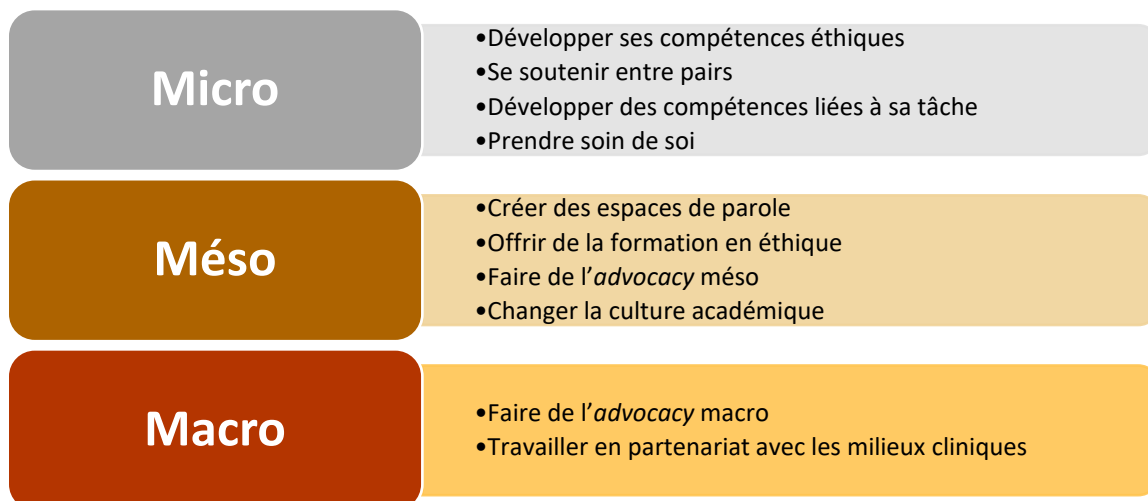 Micro
•Développer ses compétences éthiques
•Se soutenir entre pairs
•Développer des compétences liées à sa tâche
•Prendre soin de soi
Méso
•Créer des espaces de parole
•Offrir de la formation en éthique
•Faire de l’advocacy méso
•Changer la culture académique
Macro
•Faire de l’advocacy macro
•Travailler en partenariat avec les milieux cliniques